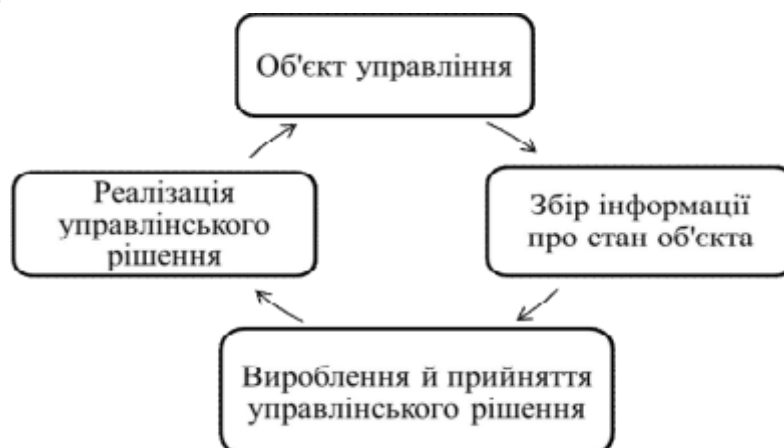 Об'єкт управління
Реалізація
управлінського
рішення
Збір інформації
про стан об'єкта
Вироблення й прийняття
управлінського рішення